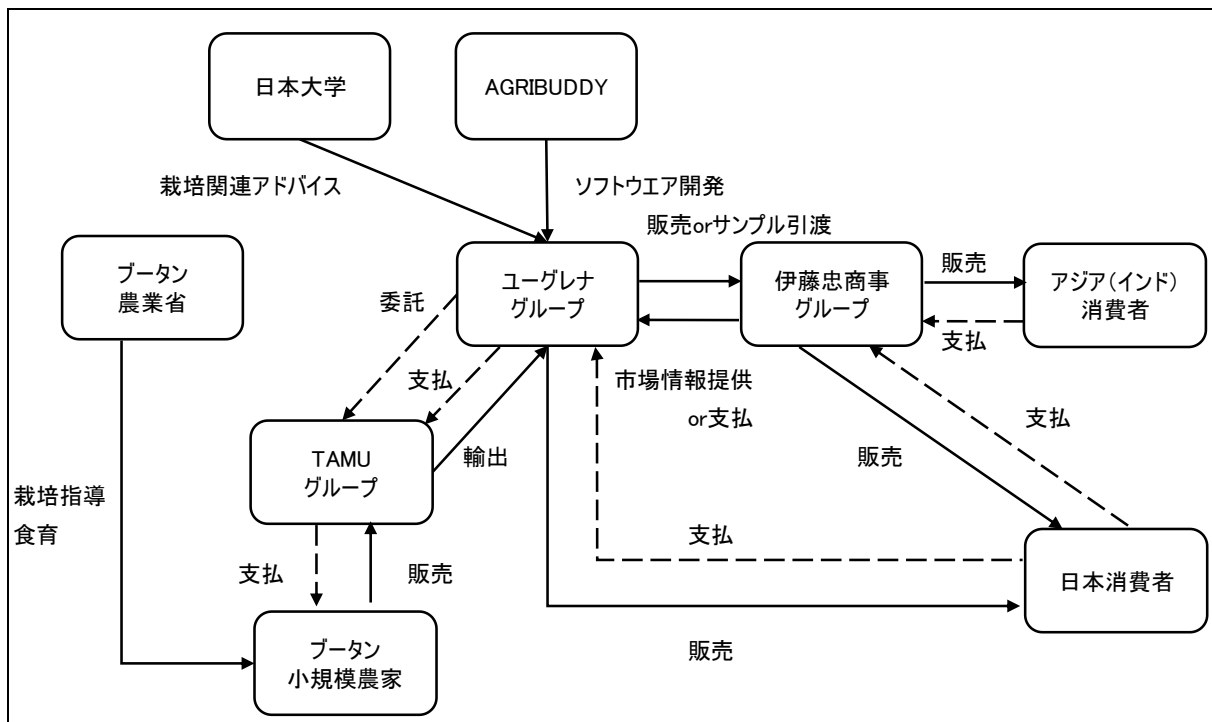 日本大学
AGRIBUDDY
栽培関連アドバイス
ソフトウエア開発
販売orサンプル引渡
ブータン
農業省
ユーグレナ
グループ
伊藤忠商事
グループ
販売
アジア(インド)
消費者
委託
支払
支払
市場情報提供
or支払
支払
TAMU
グループ
輸出
販売
栽培指導
食育
支払
販売
支払
日本消費者
ブータン
小規模農家
販売